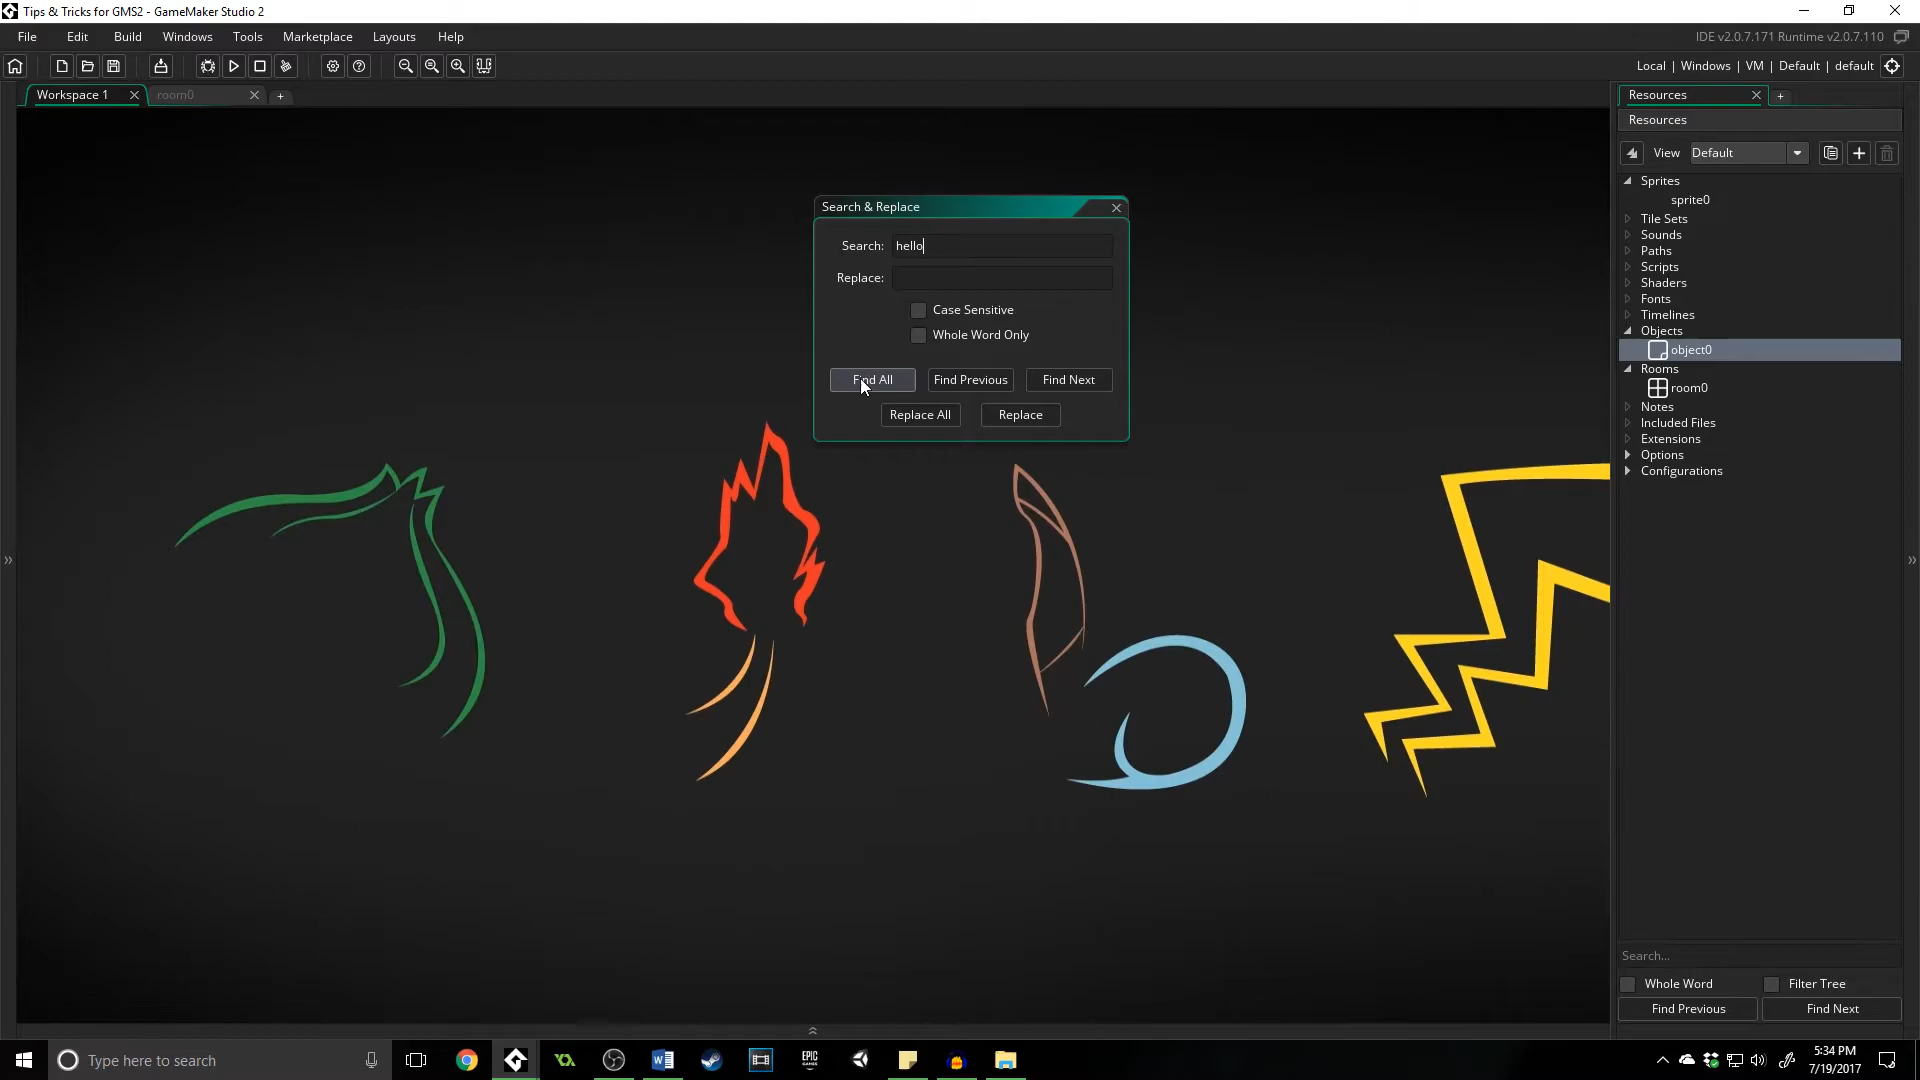 Tips & Tricks for GMS2 - GameMaker Studio 2
File Edit Build Windows Tools Marketplace Layouts Help
IDE v2.0.7.171 Runtime v2.0.7.110
Local | Windows | VM | Default | default
Workspace 1
room0
Resources
Resources
View Default
Sprites
sprite0
Tile Sets
Sounds
Paths
Scripts
Shaders
Fonts
Timelines
Objects
object0
Rooms
room0
Notes
Included Files
Extensions
Options
Configurations
Search & Replace
Search: hello
Replace:
Case Sensitive
Whole Word Only
Find All Find Previous Find Next
Replace All Replace
Search...
Whole Word Filter Tree
Find Previous Find Next
Type here to search
EPIC
GAMES
5:34 PM
7/19/2017